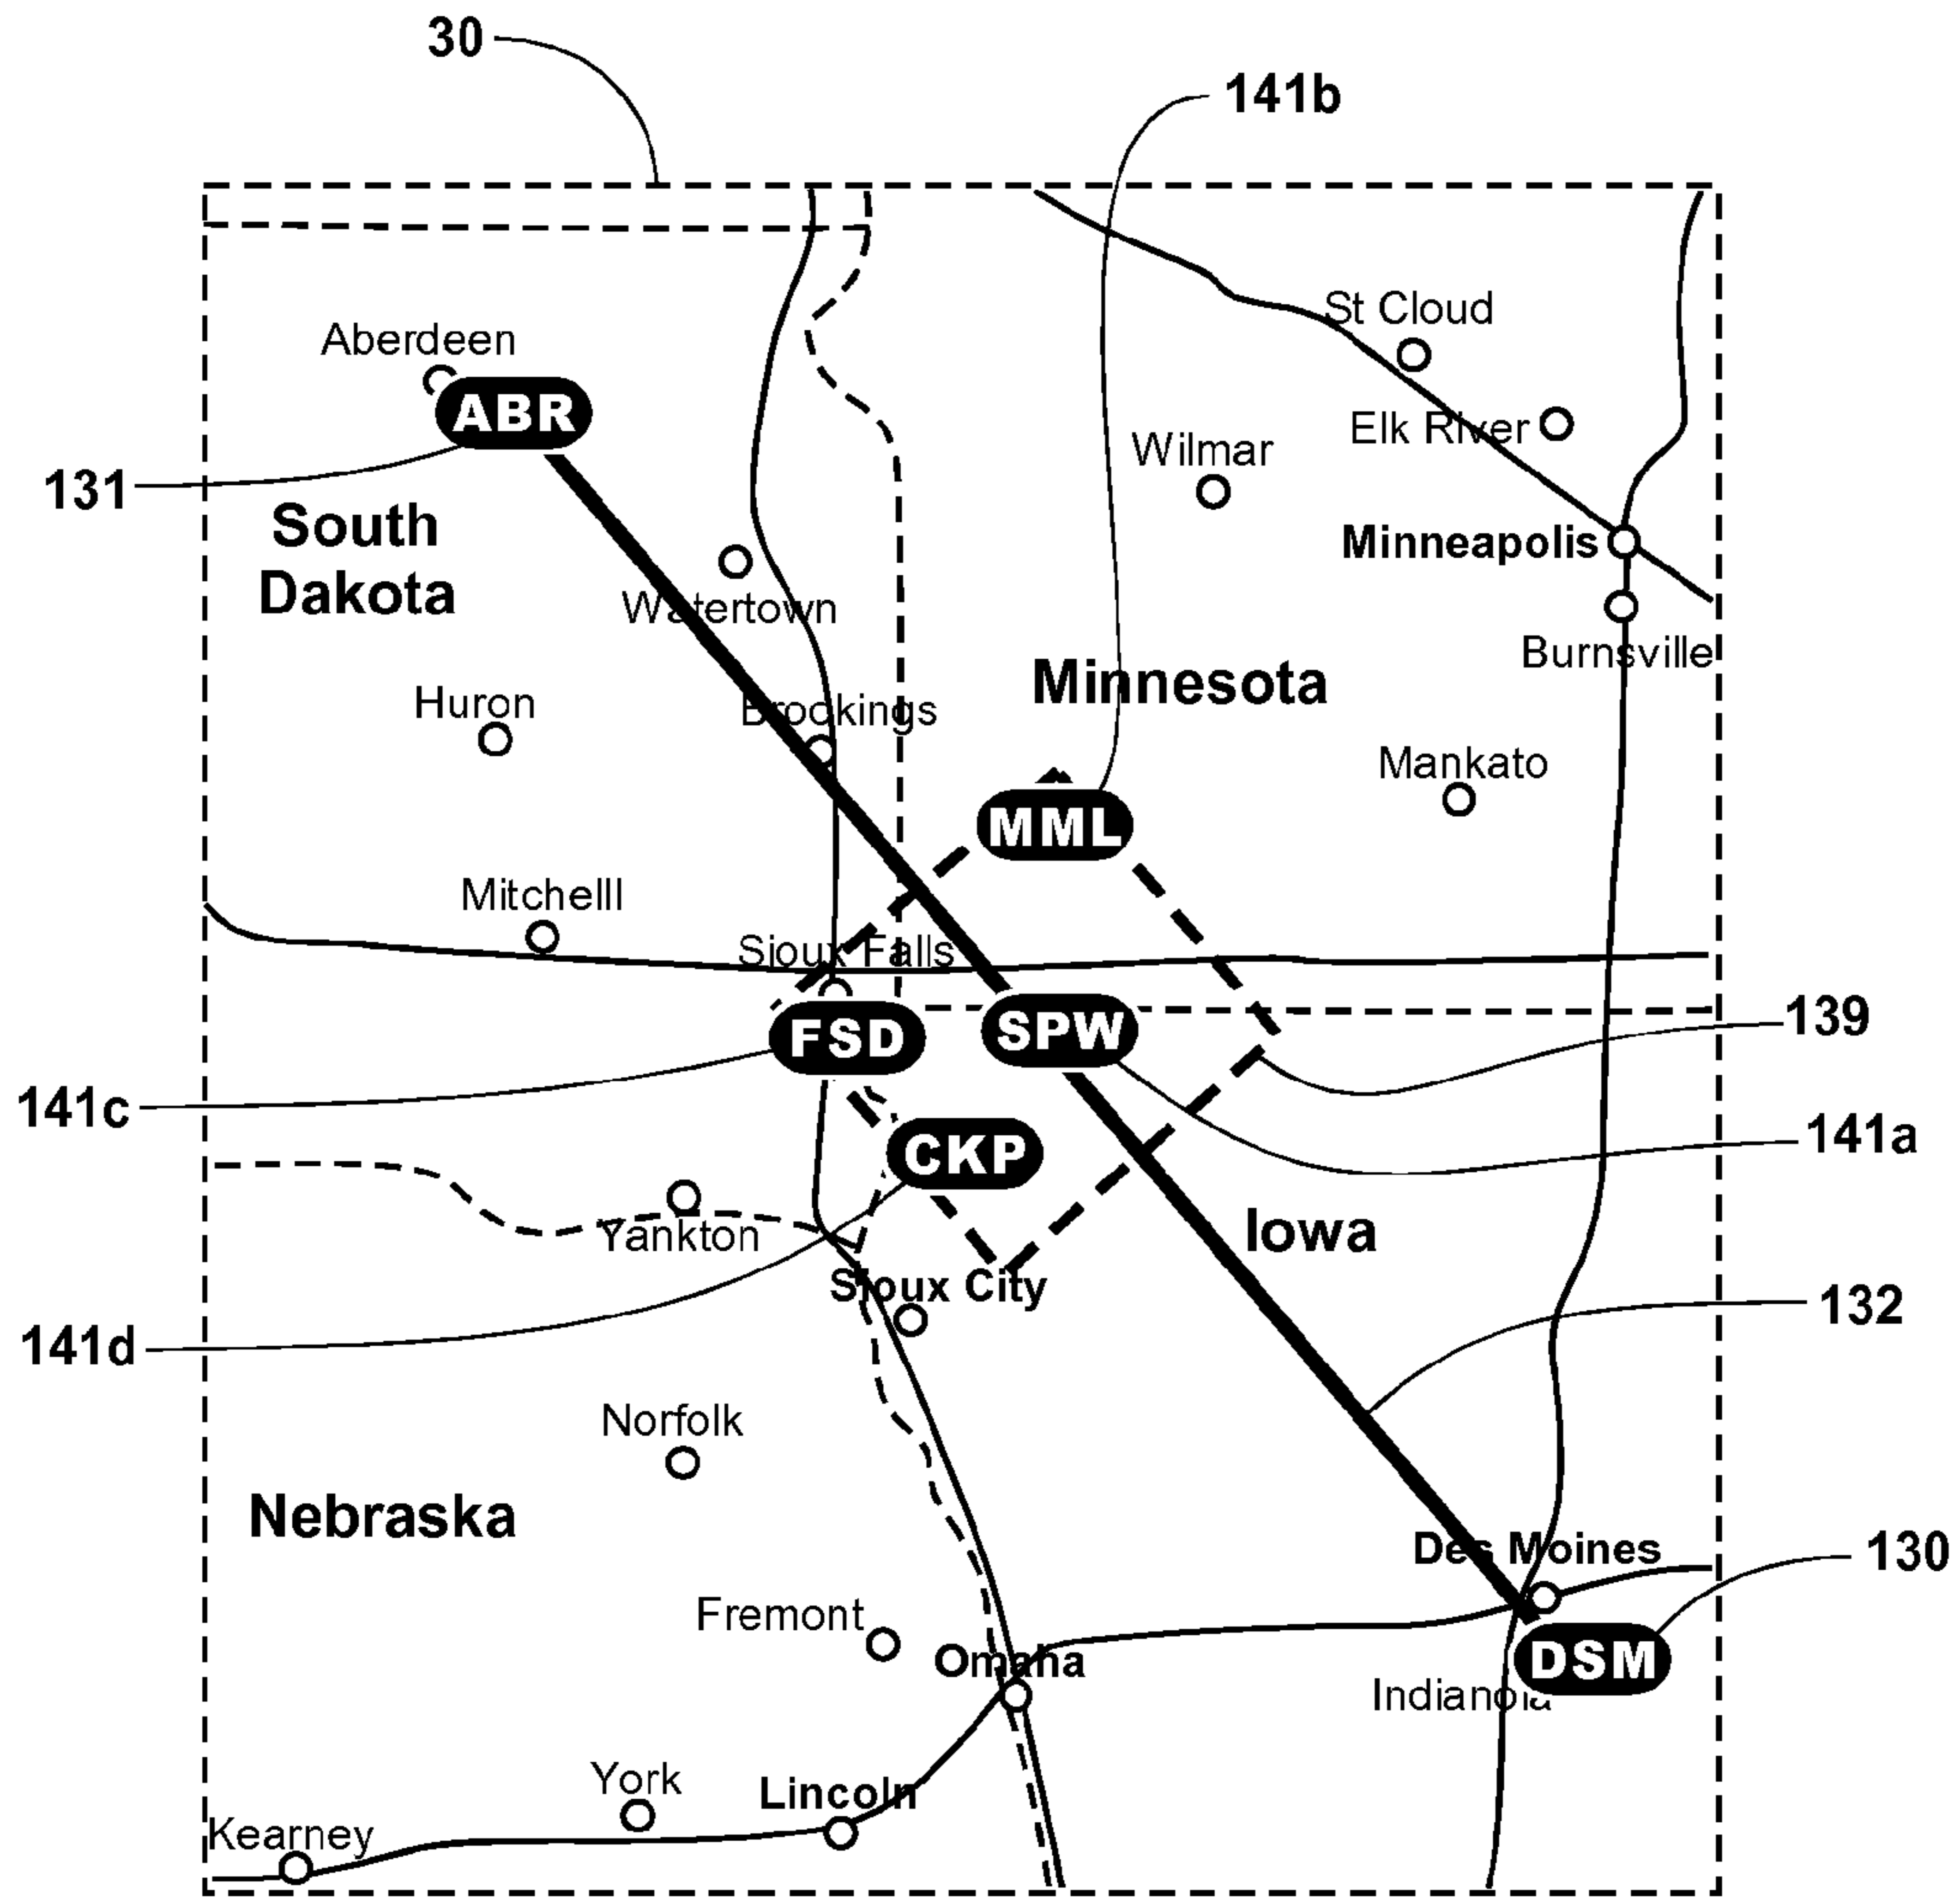 30
141b
St Cloud
Aberdeen
ABR
Elk River
Wilmar
131
South
Dakota
Minneapolis
Watertown
Burnsville
Minnesota
Huron
Brookings
Mankato
MML
Mitchelll
Sioux Falls
139
FSD
SPW
141c
141a
CKP
Yankton
Iowa
Sioux City
132
141d
Norfolk
Nebraska
Des Moines
130
Fremont
Omaha
DSM
Indianola
York
Lincoln
Kearney